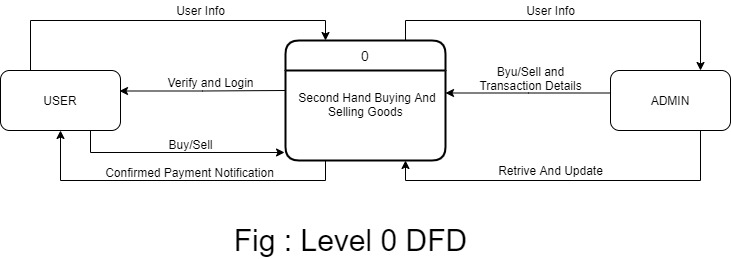 User Info
User Info
0
Verify and Login
Byu/Sell and
Transaction Details
USER
Second Hand Buying And
Selling Goods
ADMIN
Buy/Sell
Confirmed Payment Notification
Retrive And Update
Fig : Level 0 DFD